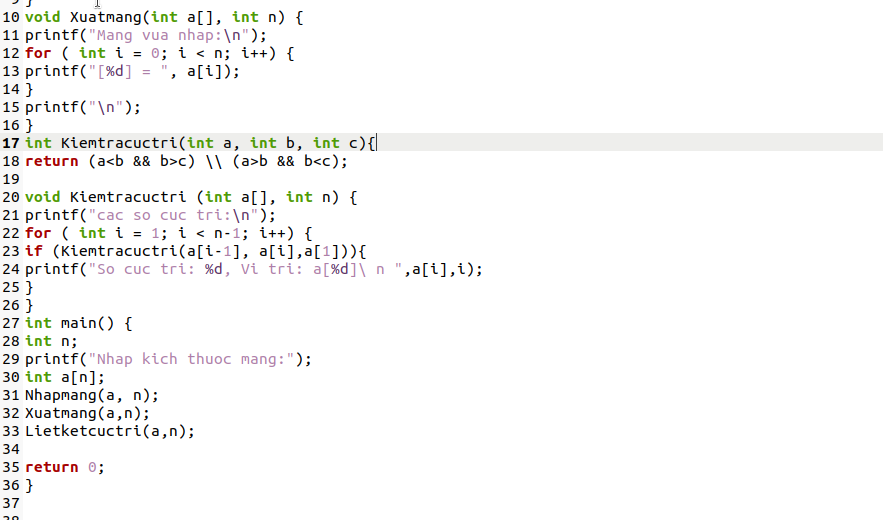 10 void Xuatmang(int a[], int n) {
11 printf("Mang vua nhap:\n");
12 for ( int i = 0; i < n; i++) {
13 printf("[%d] = ", a[i]);
14 }
15 printf("\n");
16 }
17 int Kiemtracuctri(int a, int b, int c){
18 return (a<b && b>c) \\ (a>b && b<c);
19
20 void Kiemtracuctri (int a[], int n) {
21 printf("cac so cuc tri:\n");
22 for ( int i = 1; i < n-1; i++) {
23 if (Kiemtracuctri(a[i-1], a[i],a[1])){
24 printf("So cuc tri: %d, Vi tri: a[%d]\ n ",a[i],i);
25 }
26 }
27 int main() {
28 int n;
29 printf("Nhap kich thuoc mang:");
30 int a[n];
31 Nhapmang(a, n);
32 Xuatmang(a,n);
33 Lietketcuctri(a,n);
34
35 return 0;
36 }
37